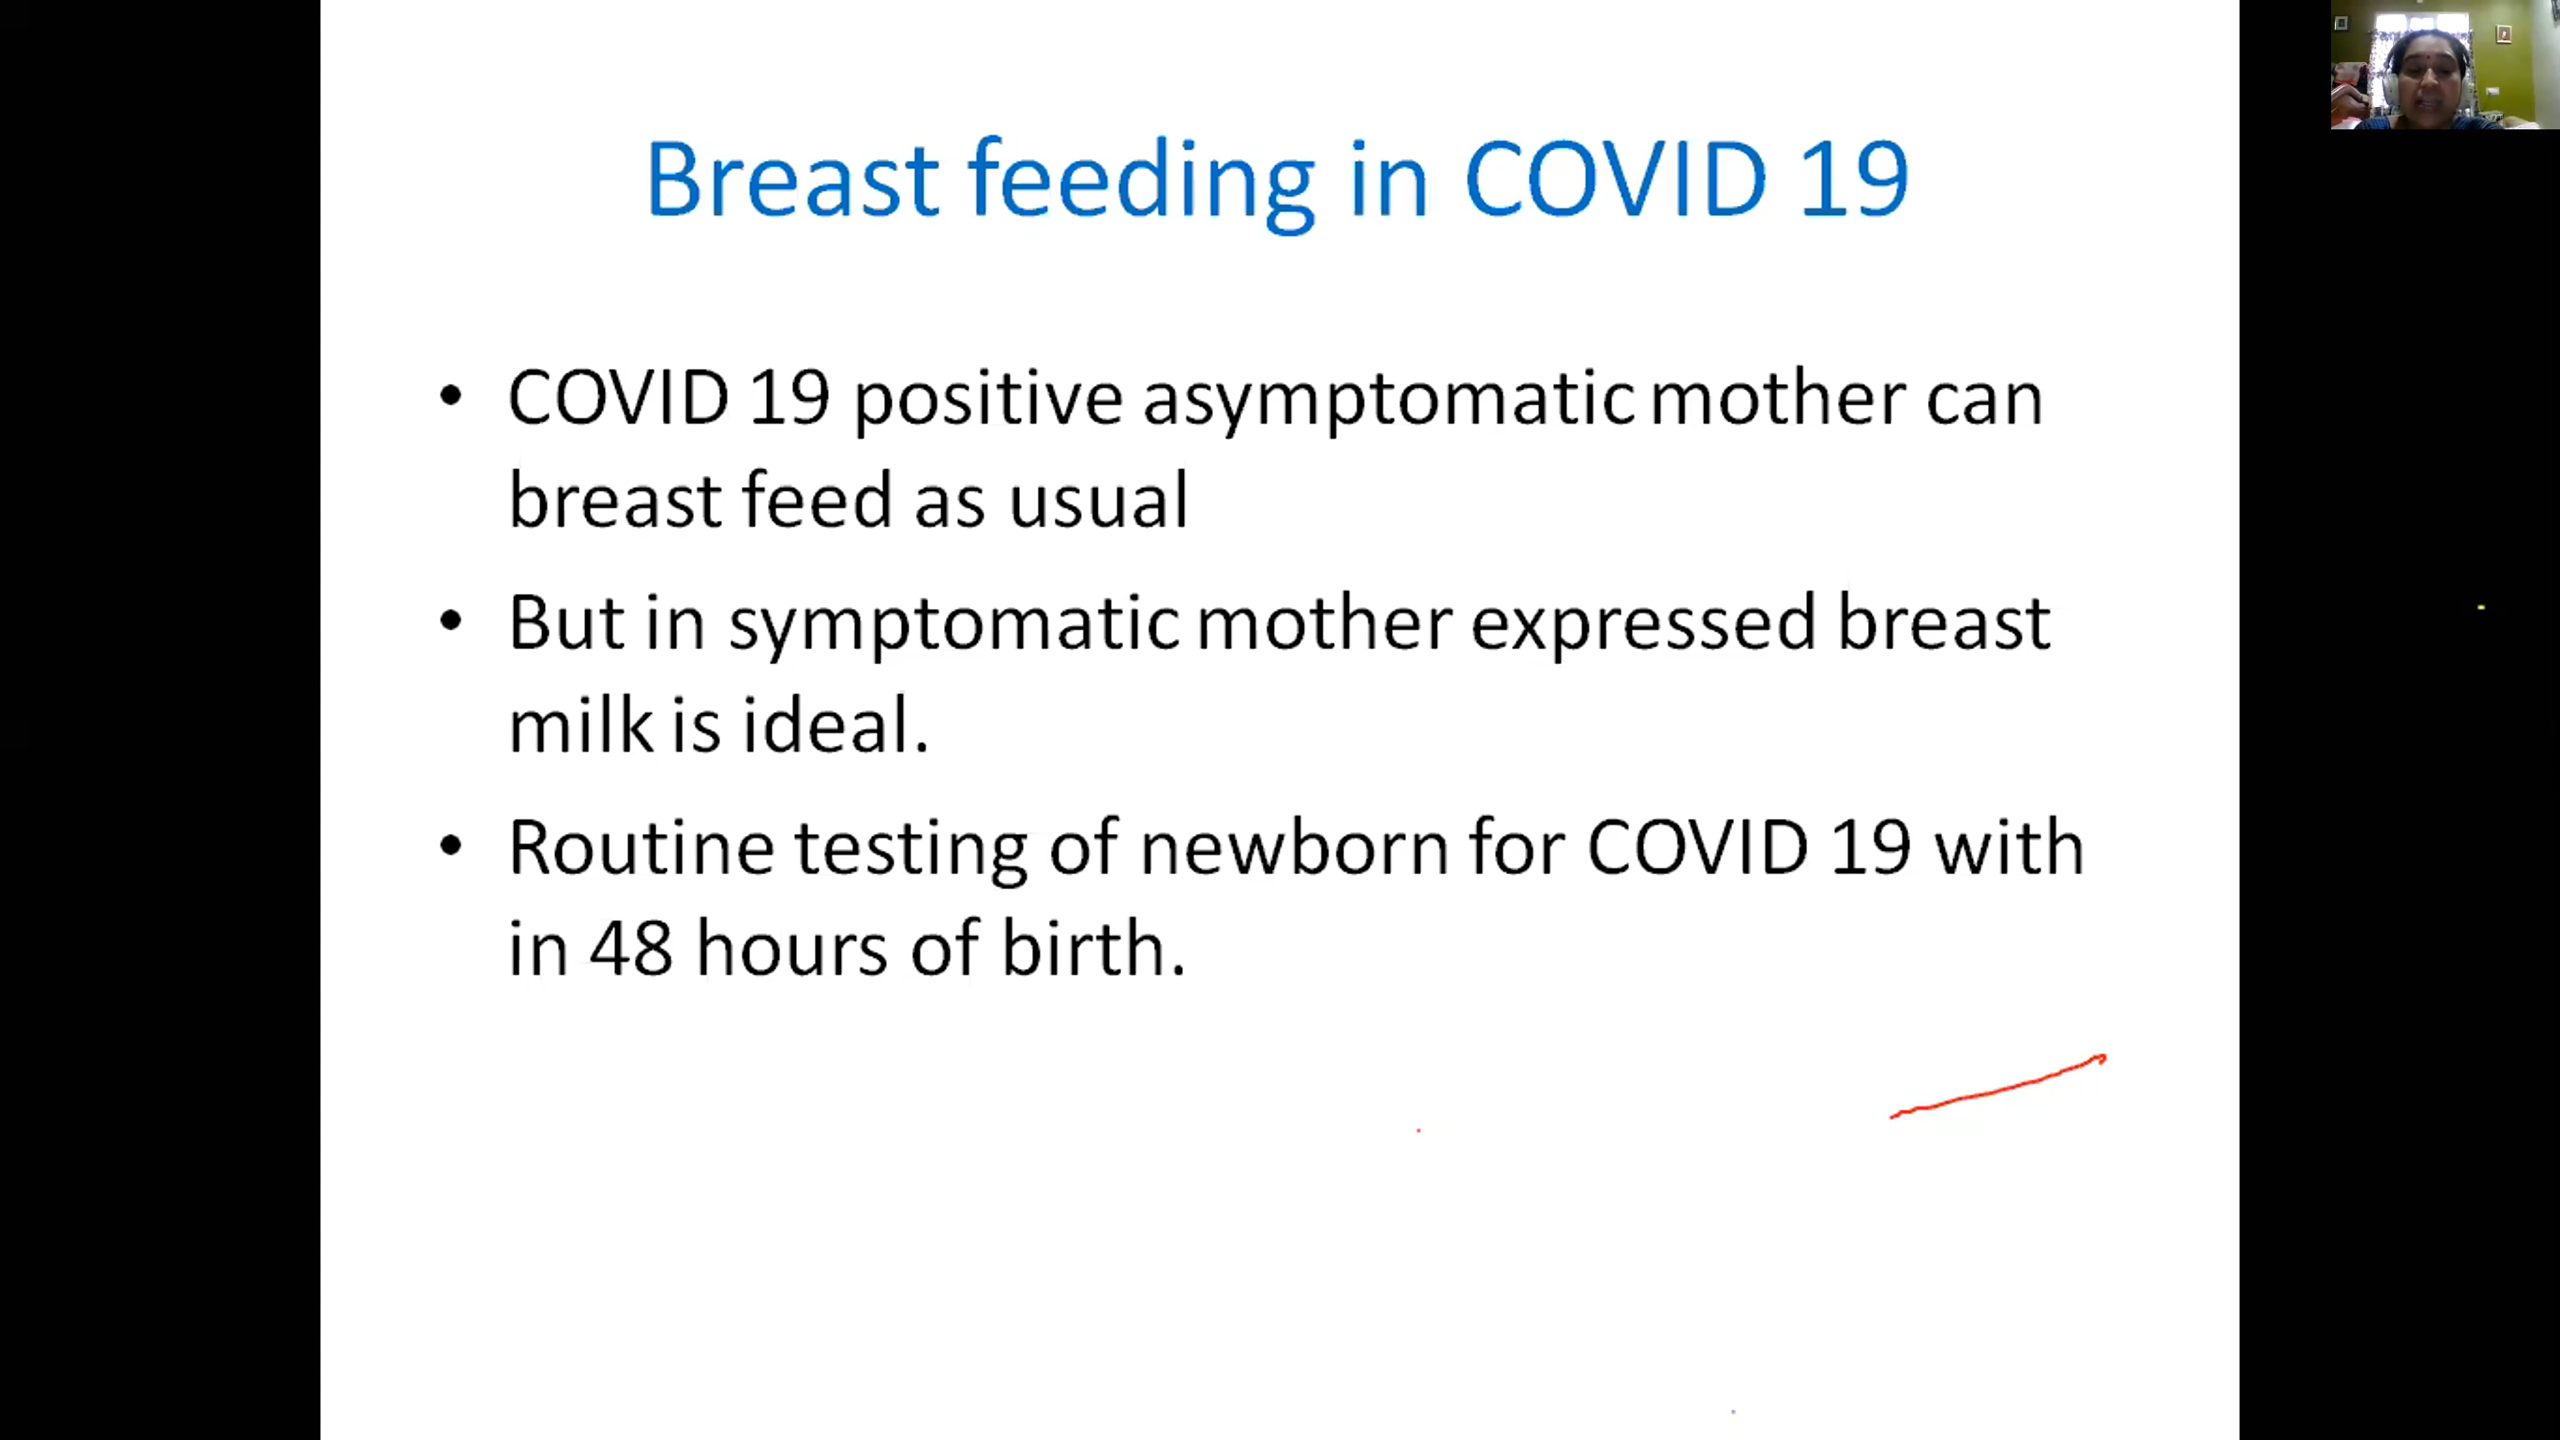 Breast feeding in COVID 19
• COVID 19 positive asymptomatic mother can
breast feed as usual
• But in symptomatic mother expressed breast
milk is ideal.
• Routine testing of newborn for COVID 19 with
in 48 hours of birth.